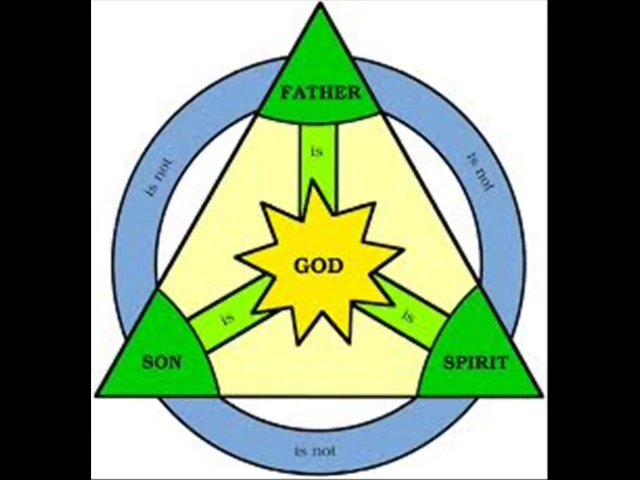 FATHER
is
is not
is not
GOD
is
is
SON
SPIRIT
is not